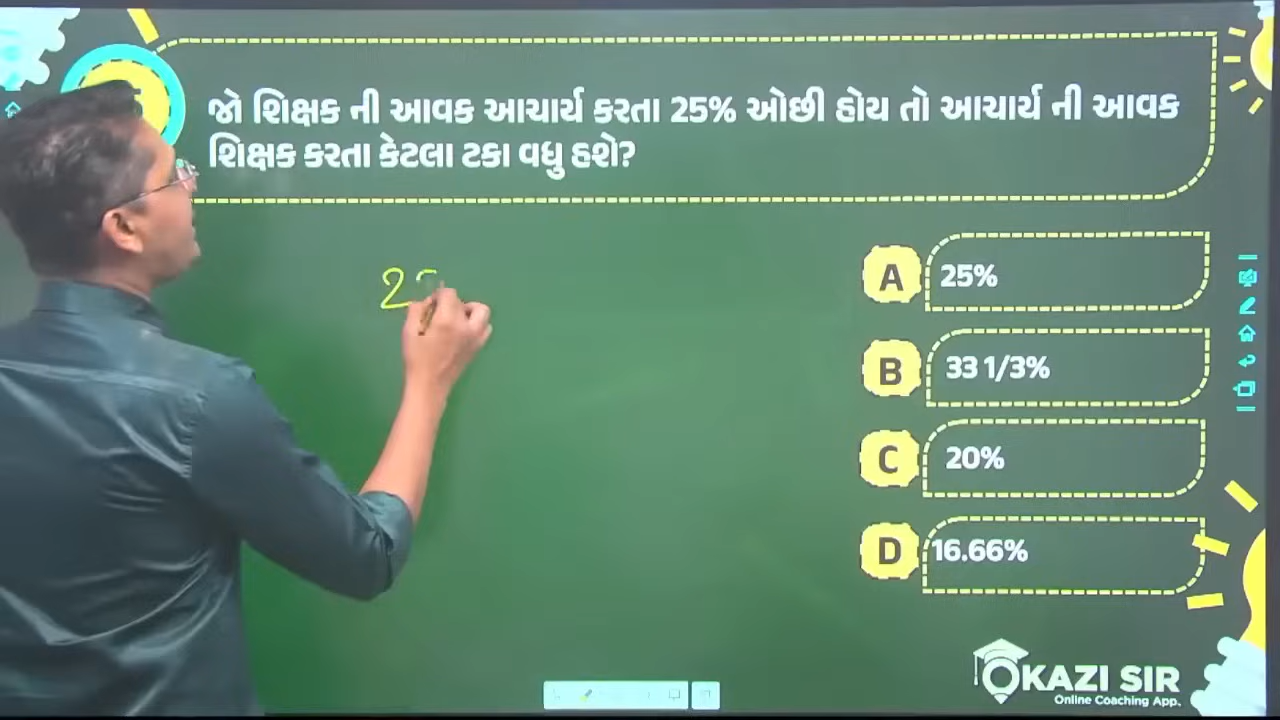 જો શિક્ષક ની આવક આચાર્ય કરતા 25% ઓછી હોય તો આચાર્ય ની આવક
શિક્ષક કરતા કેટલા ટકા વધુ હશે?
2
A 25%
B 33 1/3%
C 20%
D 16.66%
KAZI SIR
Online Coaching App.